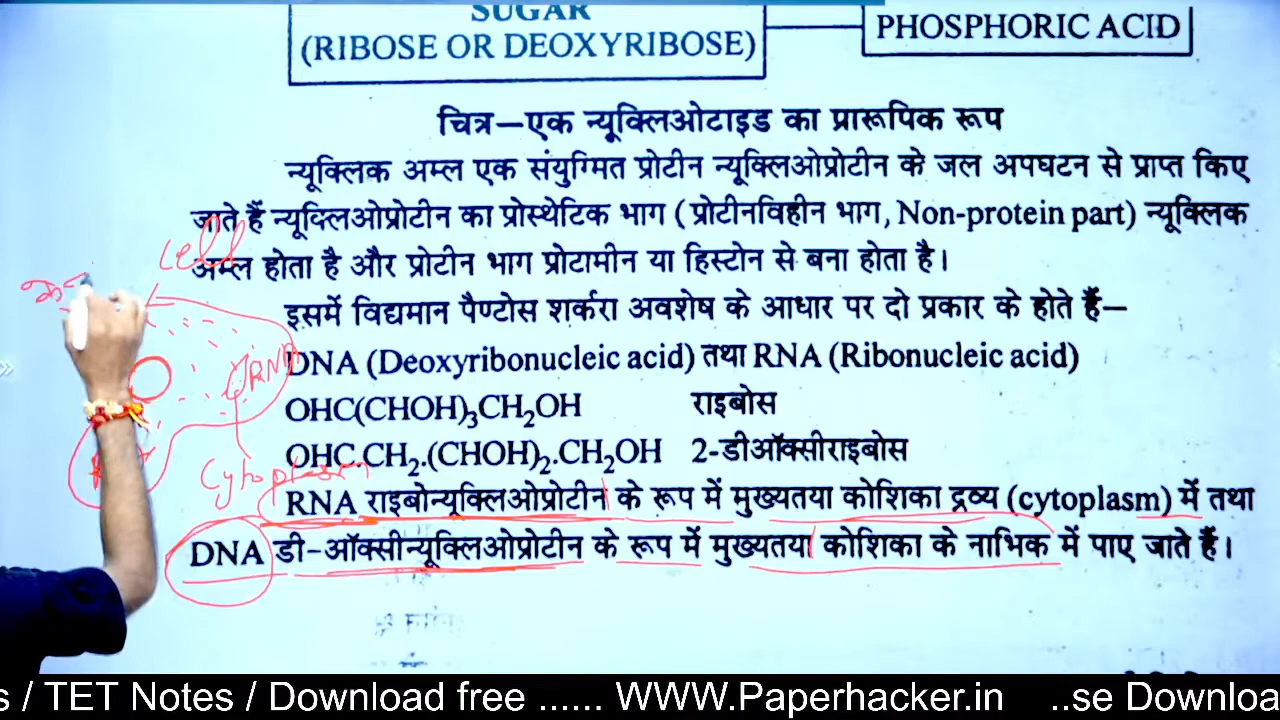 SUGAR
(RIBOSE OR DEOXYRIBOSE)
PHOSPHORIC ACID
चित्र–एक न्यूक्लिओटाइड का प्रारूपिक रूप
न्यूक्लिक अम्ल एक संयुग्मित प्रोटीन न्यूक्लिओप्रोटीन के जल अपघटन से प्राप्त किए
जाते हैं न्यूक्लिओप्रोटीन का प्रोस्थेटिक भाग (प्रोटीनविहीन भाग, Non-protein part) न्यूक्लिक
cell
अम्ल होता है और प्रोटीन भाग प्रोटामीन या हिस्टोन से बना होता है।
इसमें विद्यमान पैण्टोस शर्करा अवशेष के आधार पर दो प्रकार के होते हैं–
DNA (Deoxyribonucleic acid) तथा RNA (Ribonucleic acid)
RNA
OHC(CHOH)₃CH₂OH राइबोस
OHC.CH₂.(CHOH)₂.CH₂OH 2-डीऑक्सीराइबोस
Cytoplasm
RNA राइबोन्यूक्लिओप्रोटीन के रूप में मुख्यतया कोशिका द्रव्य (cytoplasm) में तथा
DNA डी-ऑक्सीन्यूक्लिओप्रोटीन के रूप में मुख्यतया कोशिका के नाभिक में पाए जाते हैं।
s / TET Notes / Download free ...... WWW.Paperhacker.in ..se Downloa